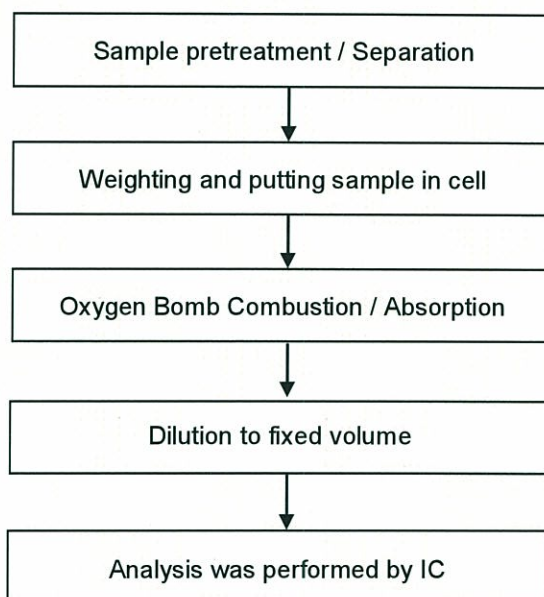 Sample pretreatment / Separation
Weighting and putting sample in cell
Oxygen Bomb Combustion / Absorption
Dilution to fixed volume
Analysis was performed by IC